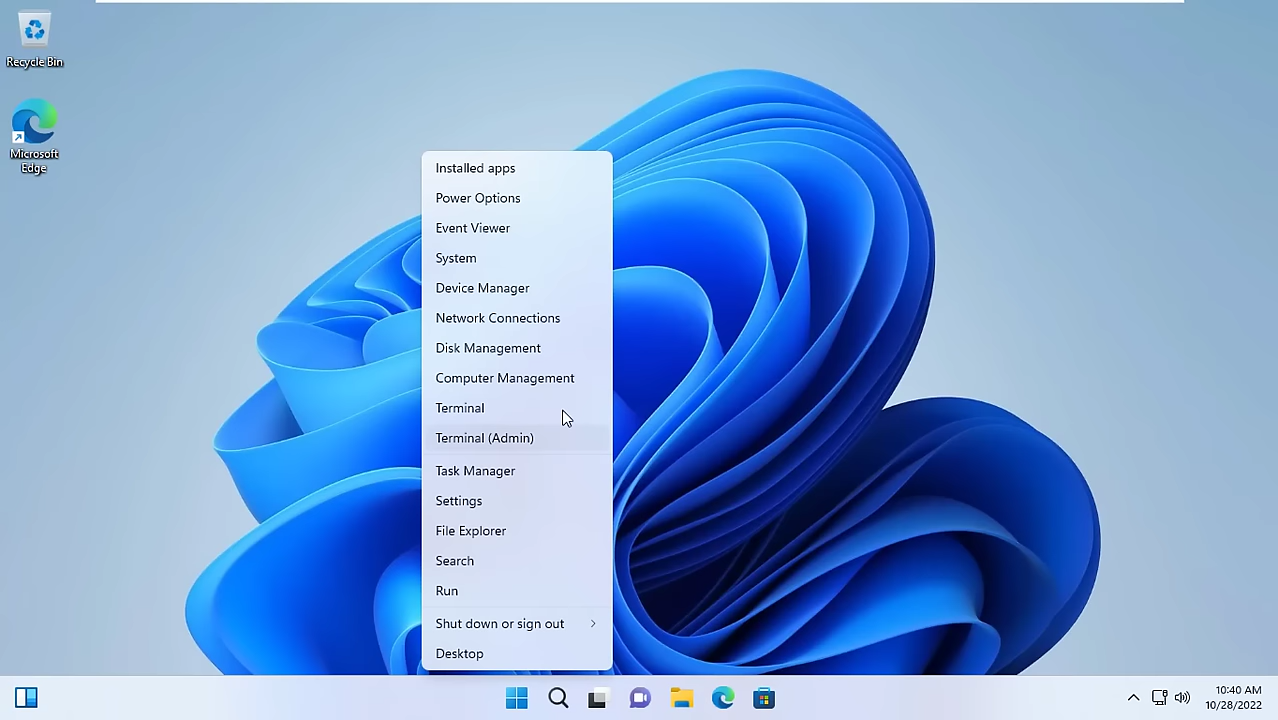 Recycle Bin
Microsoft
Edge
Installed apps
Power Options
Event Viewer
System
Device Manager
Network Connections
Disk Management
Computer Management
Terminal
Terminal (Admin)
Task Manager
Settings
File Explorer
Search
Run
Shut down or sign out
Desktop
10:40 AM
10/28/2022